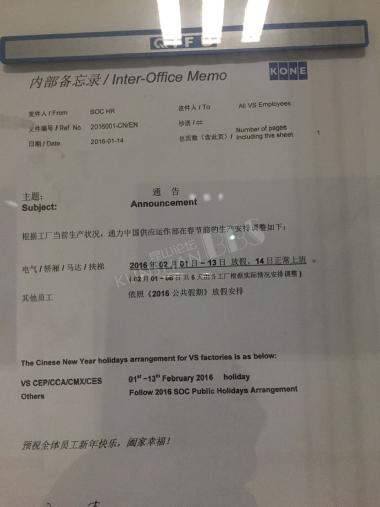 内部备忘录 / Inter-Office Memo
KONE
发件人 / From SOC HR 收件人 / To All VS Employees
文件编号 / Ref No. 2016001-CN/EN 抄送 / cc
日期 / Date 2016-01-14 总页数（含此页）/ Number of pages Including this sheet 1
主题: 通 告
Subject: Announcement
根据工厂当前生产状况，通力中国供应运作部在春节前的生产安排调整如下:
电气 / 轿厢 / 马达 / 扶梯 2016 年 02 月 01 日－13 日 放假，14 日正常上班。
其他员工 依照《2016 公共假期》放假安排
The Cinese New Year holidays arrangement for VS factories is as below:
VS CEP/CCA/CMX/CES 01st -13th February 2016 holiday
Others Follow 2016 SOC Public Holidays Arrangement
预祝全体员工新年快乐，阖家幸福！